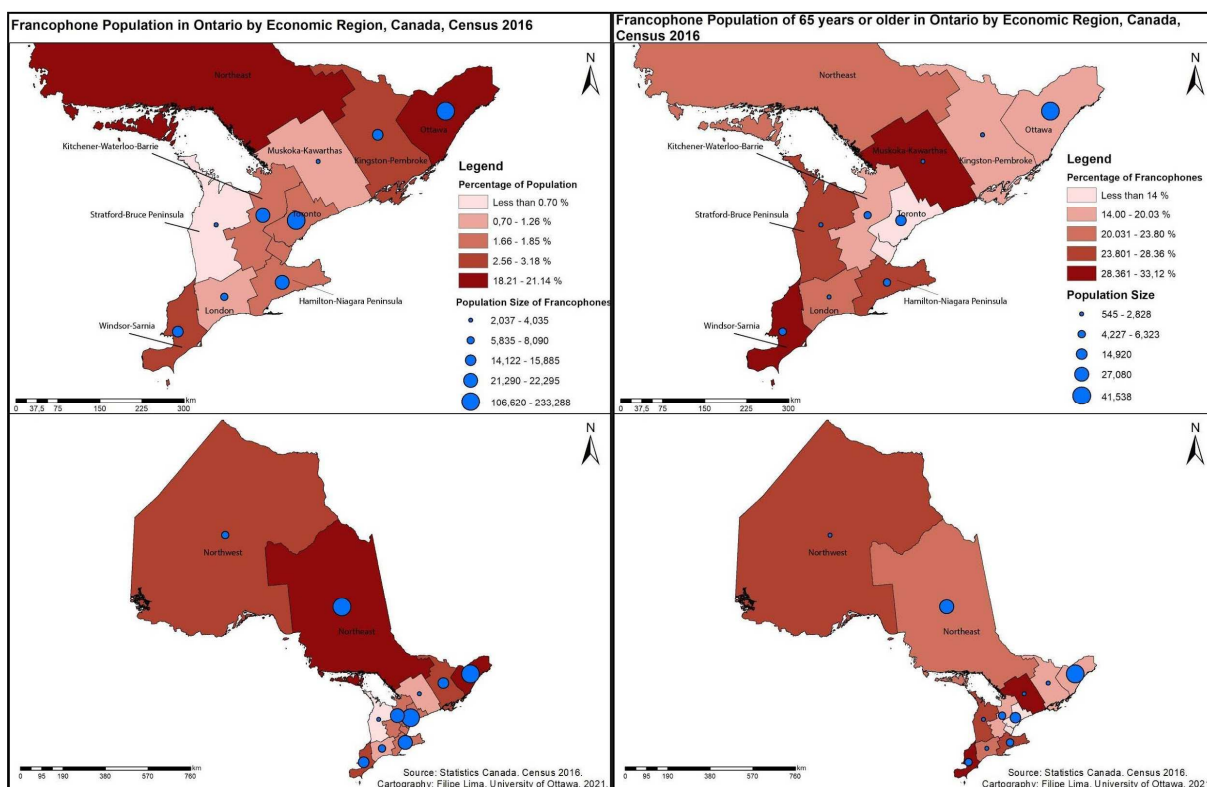 Francophone Population in Ontario by Economic Region, Canada, Census 2016
N
Northeast
Ottawa
Kitchener-Waterloo-Barrie
Muskoka-Kawarthas
Kingston-Pembroke
Stratford-Bruce Peninsula
Toronto
Hamilton-Niagara Peninsula
London
Windsor-Sarnia
Legend
Percentage of Population
Less than 0.70 %
0,70 - 1.26 %
1.66 - 1.85 %
2.56 - 3.18 %
18.21 - 21.14 %
Population Size of Francophones
2,037 - 4,035
5,835 - 8,090
14,122 - 15,885
21,290 - 22,295
106,620 - 233,288
km
0 37,5 75 150 225 300
Francophone Population of 65 years or older in Ontario by Economic Region, Canada,
Census 2016
N
Northeast
Ottawa
Kitchener-Waterloo-Barrie
Muskoka-Kawarthas
Kingston-Pembroke
Stratford-Bruce Peninsula
Toronto
Hamilton-Niagara Peninsula
London
Windsor-Sarnia
Legend
Percentage of Francophones
Less than 14 %
14.00 - 20.03 %
20.031 - 23.80 %
23.801 - 28.36 %
28.361 - 33,12 %
Population Size
545 - 2,828
4,227 - 6,323
14,920
27,080
41,538
km
0 37,5 75 150 225 300
N
Northwest
Northeast
km
0 95 190 380 570 760
Source: Statistics Canada. Census 2016.
Cartography: Filipe Lima, University of Ottawa, 2021.
N
Northwest
Northeast
km
0 95 190 380 570 760
Source: Statistics Canada. Census 2016.
Cartography: Filipe Lima, University of Ottawa, 202